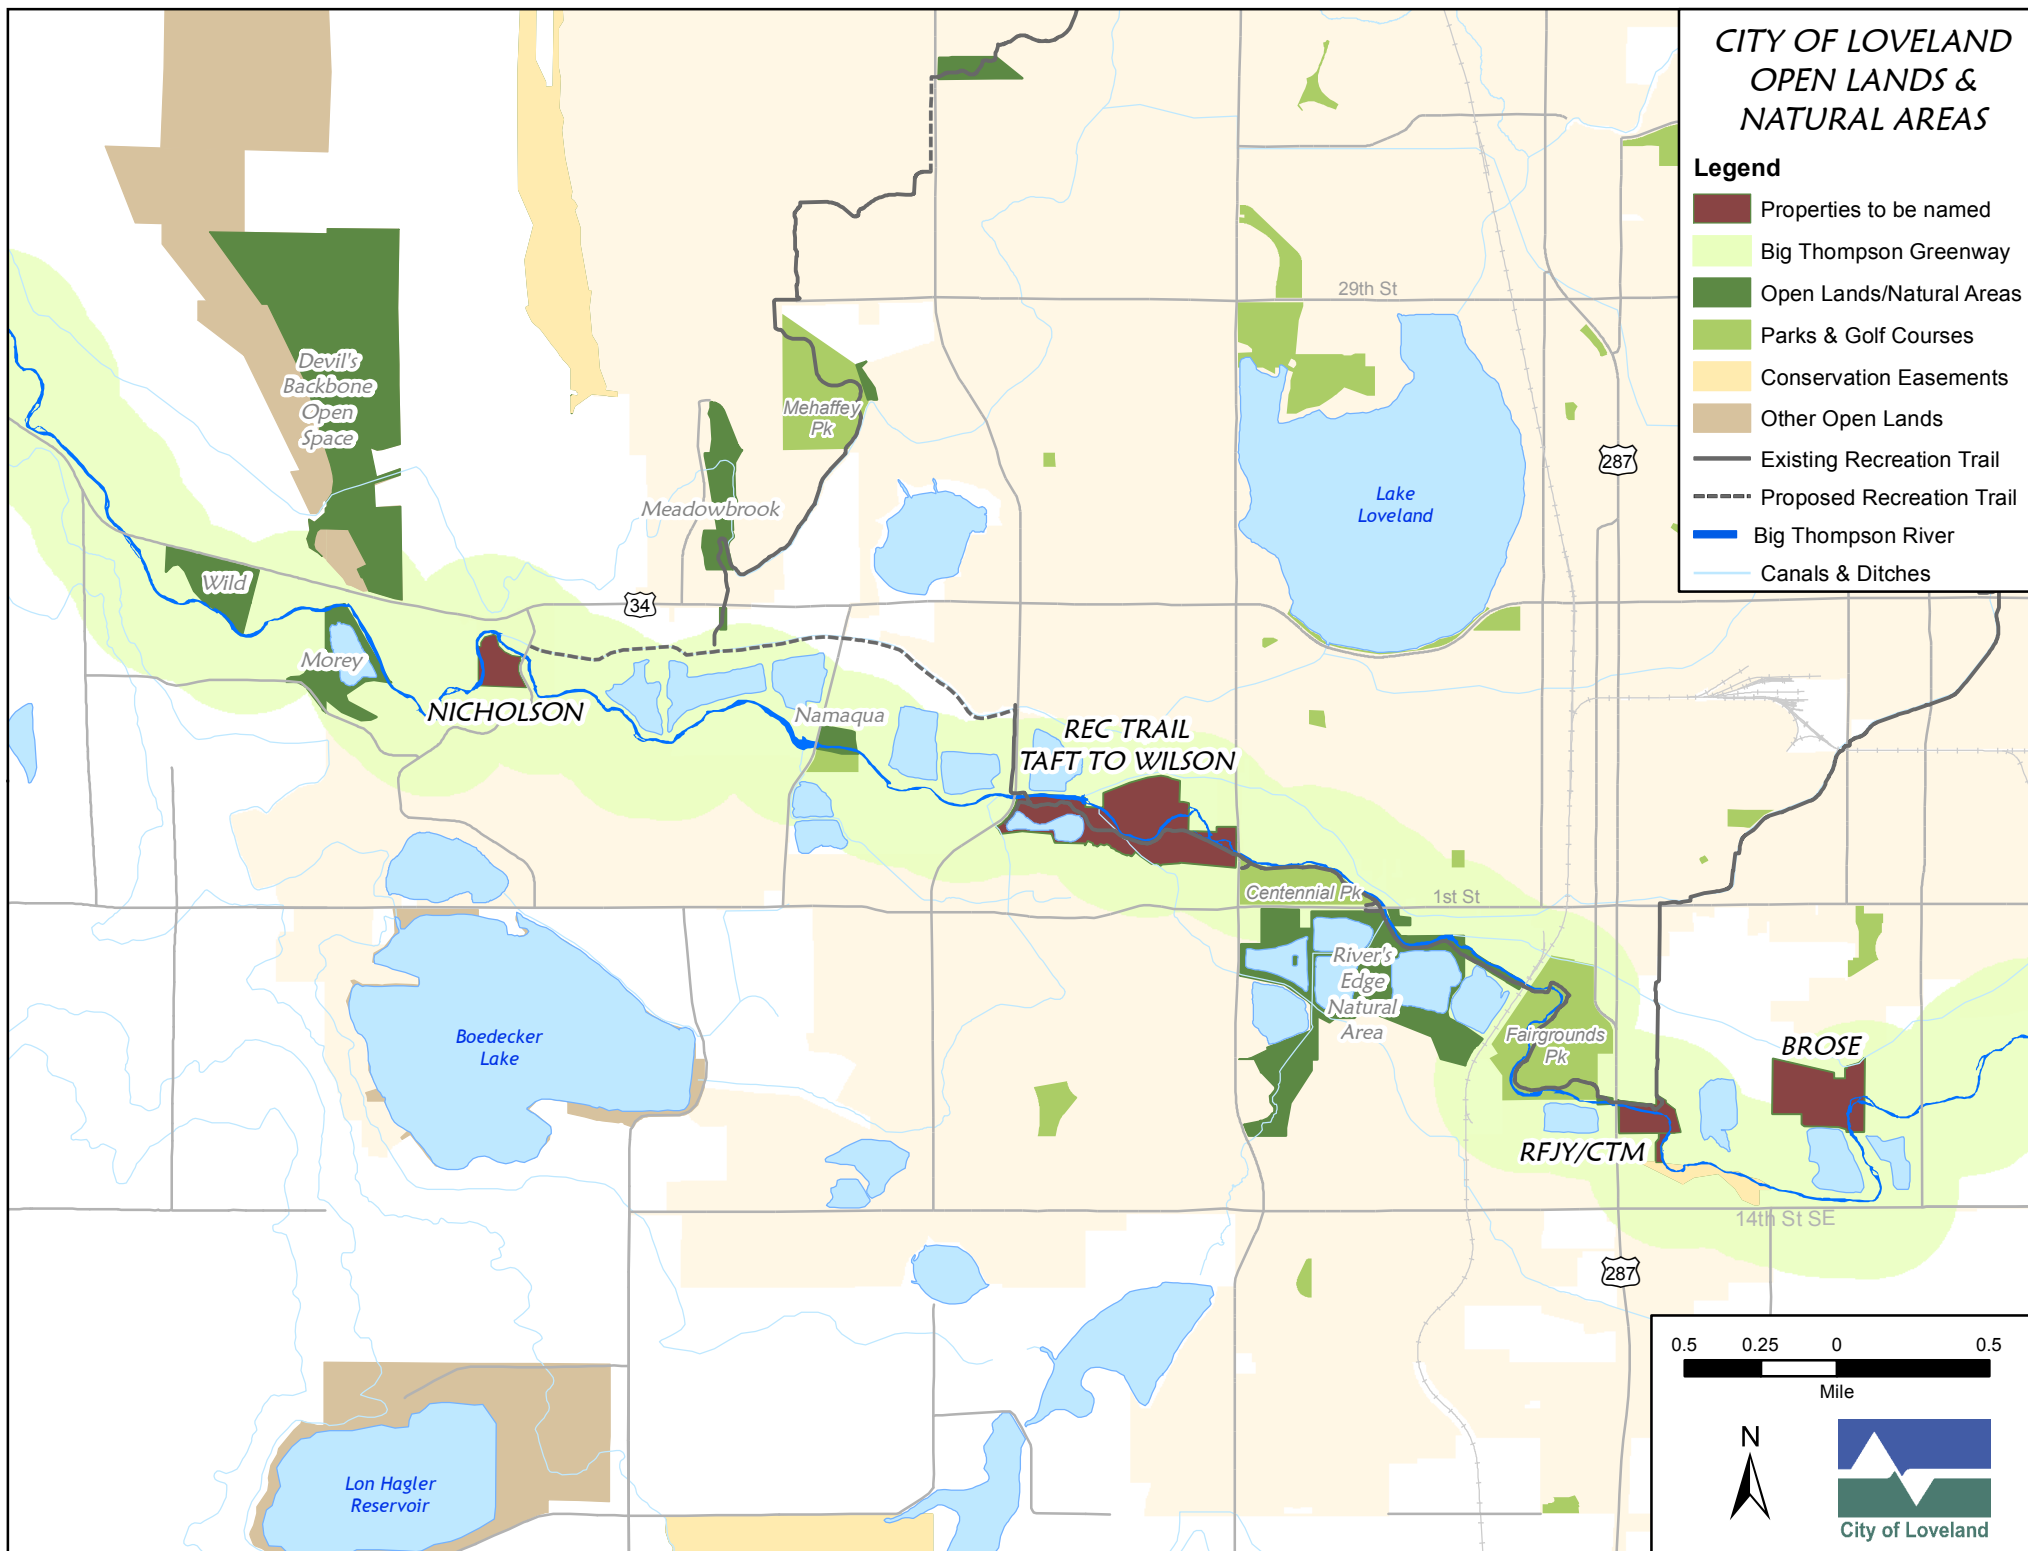 CITY OF LOVELAND
OPEN LANDS &
NATURAL AREAS
Legend
Properties to be named
Big Thompson Greenway
Open Lands/Natural Areas
Parks & Golf Courses
Conservation Easements
Other Open Lands
Existing Recreation Trail
Proposed Recreation Trail
Big Thompson River
Canals & Ditches
29th St
Devil's
Backbone
Open
Space
Mehaffey
Pk
287
Lake
Loveland
Meadowbrook
Wild
34
Morey
NICHOLSON
Namaqua
REC TRAIL
TAFT TO WILSON
Centennial Pk
1st St
River's
Edge
Natural
Area
Boedecker
Lake
Fairgrounds
Pk
BROSE
RFJY/CTM
14th St SE
287
Lon Hagler
Reservoir
0.5 0.25 0 0.5
Mile
N
City of Loveland